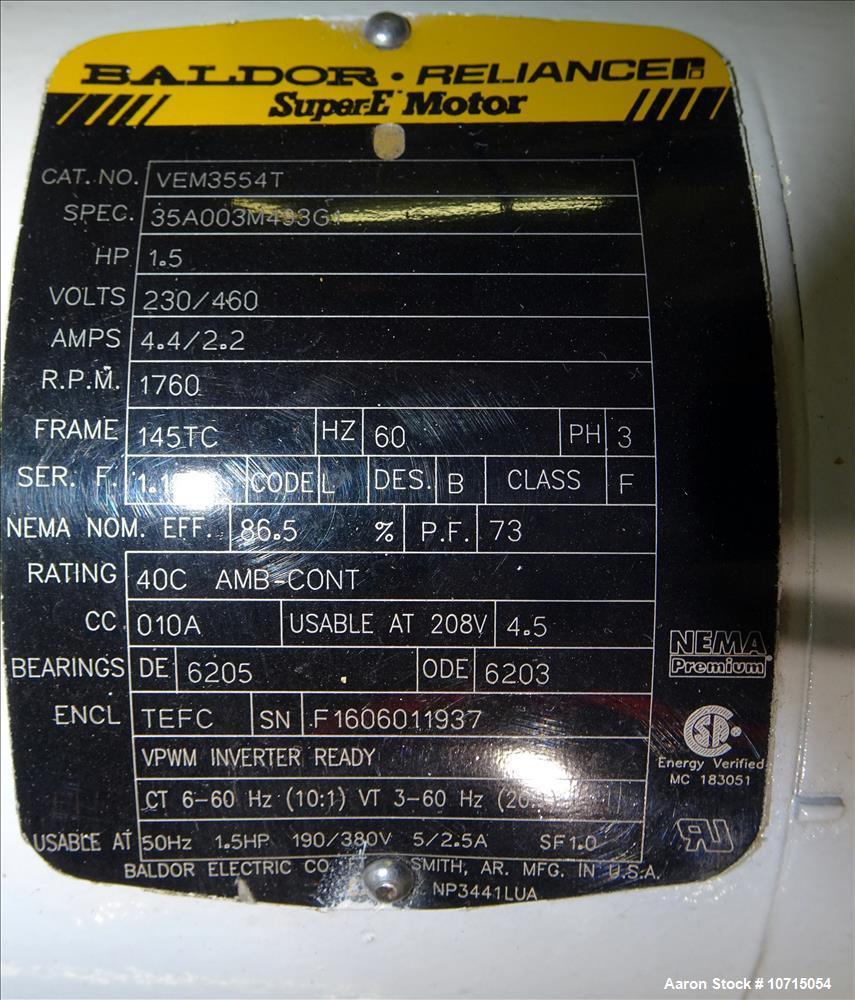 BALDOR • RELIANCE
Super-E Motor
CAT. NO. VEM3554T
SPEC.
HP 1.5
VOLTS 230/460
AMPS 4.4/2.2
R.P.M. 1760
FRAME 145TC HZ 60 PH 3
SER. F. CODE L DES. B CLASS F
NEMA NOM. EFF. 86.5 % P.F. 73
RATING 40C AMB-CONT
CC 010A USABLE AT 208V 4.5
BEARINGS DE 6205 ODE 6203
ENCL TEFC SN F1606011937
VPWM INVERTER READY
CT 6-60 Hz (10:1) VT 3-60 Hz
USABLE AT 50Hz 1.5HP 190/380V 5/2.5A SF1.0
BALDOR ELECTRIC CO SMITH, AR. MFG. IN U.S.A.
NP3441LUA
NEMA
Premium
Energy Verified
MC 183051
Aaron Stock # 10715054